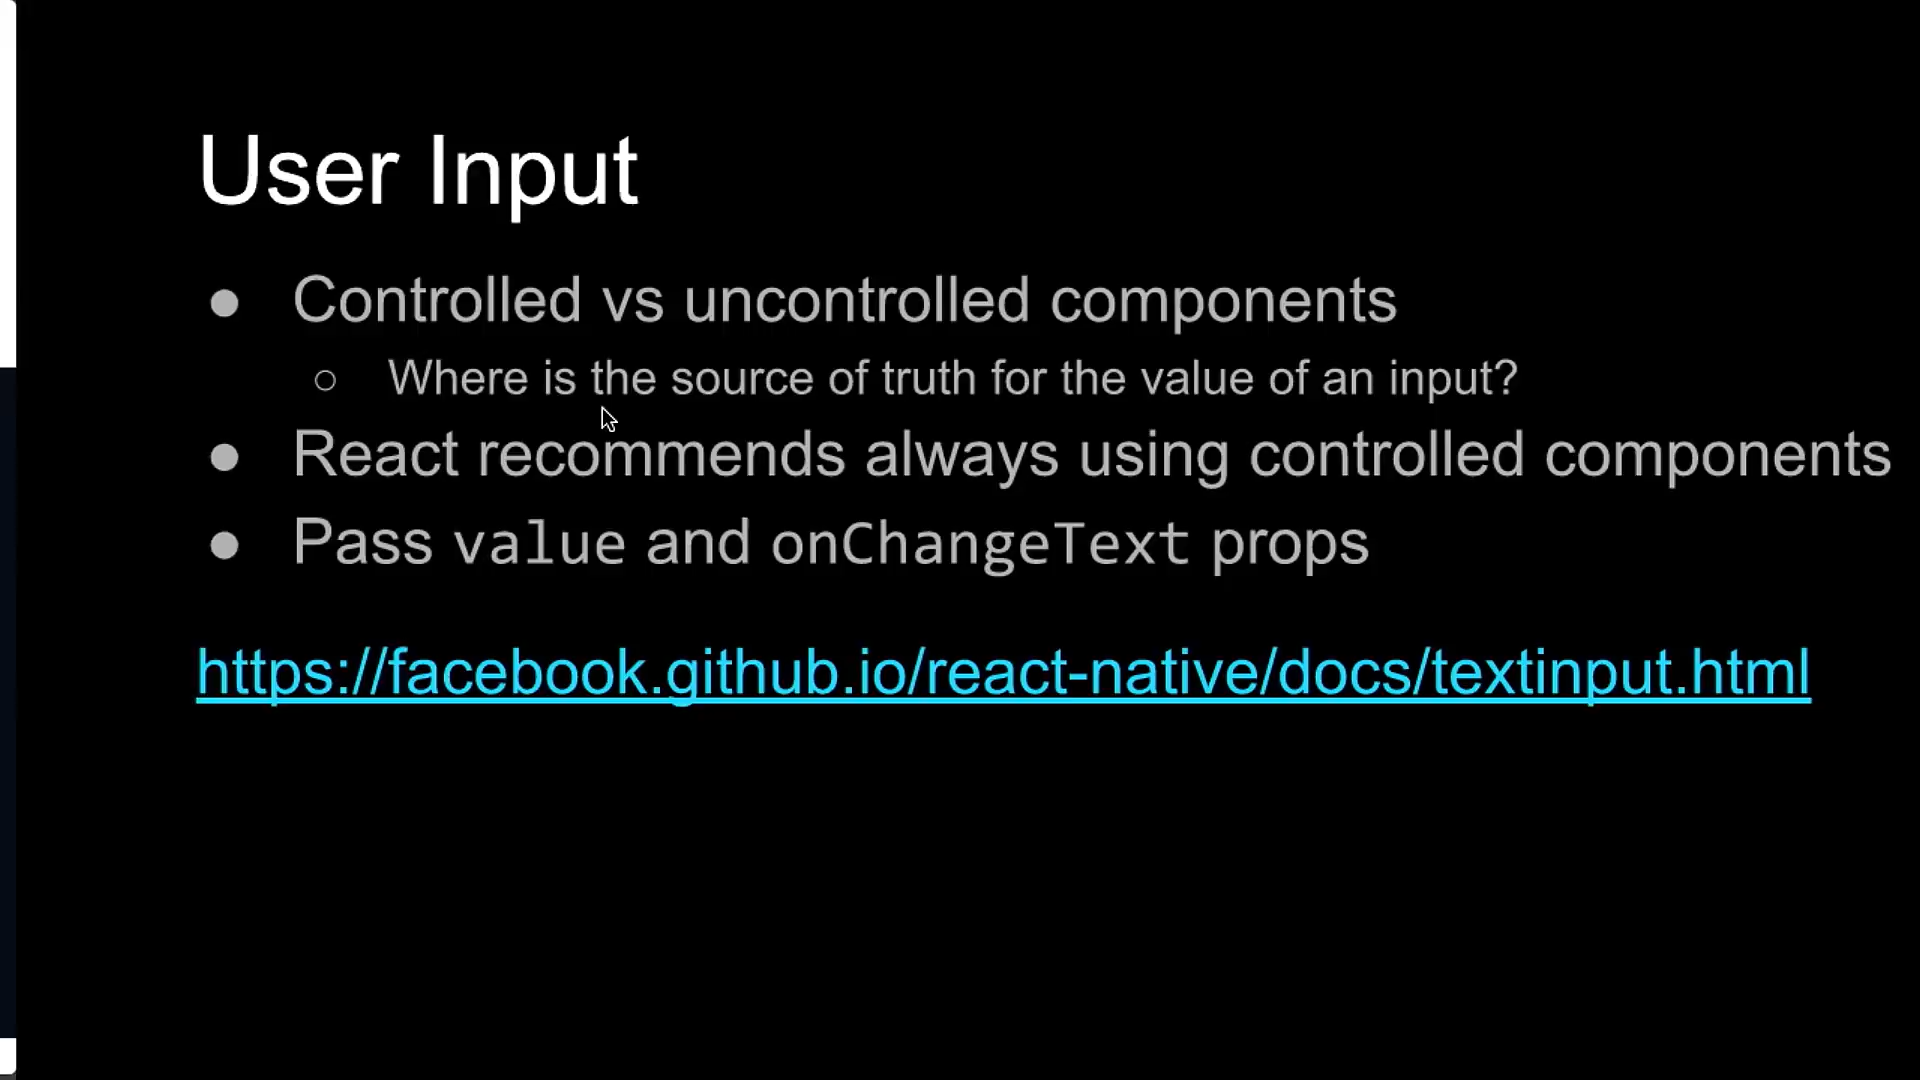 User Input
● Controlled vs uncontrolled components
○ Where is the source of truth for the value of an input?
● React recommends always using controlled components
● Pass value and onChangeText props
https://facebook.github.io/react-native/docs/textinput.html